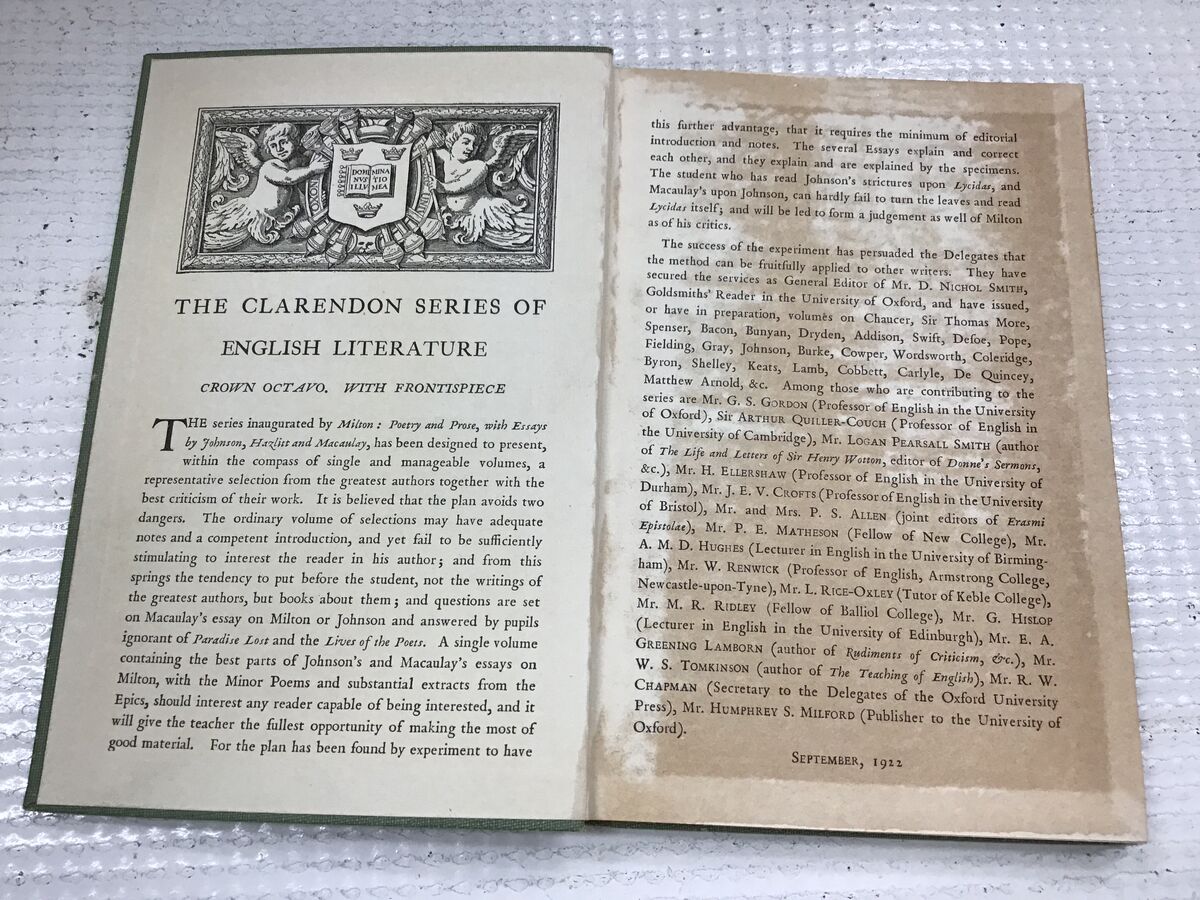 DOMI MINA
NVS TIO
ILLV MEA
THE CLARENDON SERIES OF
ENGLISH LITERATURE
CROWN OCTAVO. WITH FRONTISPIECE
THE series inaugurated by Milton: Poetry and Prose, with Essays
by Johnson, Hazlitt and Macaulay, has been designed to present,
within the compass of single and manageable volumes, a
representative selection from the greatest authors together with the
best criticism of their work. It is believed that the plan avoids two
dangers. The ordinary volume of selections may have adequate
notes and a competent introduction, and yet fail to be sufficiently
stimulating to interest the reader in his author; and from this
springs the tendency to put before the student, not the writings of
the greatest authors, but books about them; and questions are set
on Macaulay's essay on Milton or Johnson and answered by pupils
ignorant of Paradise Lost and the Lives of the Poets. A single volume
containing the best parts of Johnson's and Macaulay's essays on
Milton, with the Minor Poems and substantial extracts from the
Epics, should interest any reader capable of being interested, and it
will give the teacher the fullest opportunity of making the most of
good material. For the plan has been found by experiment to have
this further advantage, that it requires the minimum of editorial
introduction and notes. The several Essays explain and correct
each other, and they explain and are explained by the specimens.
The student who has read Johnson's strictures upon Lycidas, and
Macaulay's upon Johnson, can hardly fail to turn the leaves and read
Lycidas itself; and will be led to form a judgement as well of Milton
as of his critics.
The success of the experiment has persuaded the Delegates that
the method can be fruitfully applied to other writers. They have
secured the services as General Editor of Mr. D. NICHOL SMITH,
Goldsmiths' Reader in the University of Oxford, and have issued,
or have in preparation, volumes on Chaucer, Sir Thomas More,
Spenser, Bacon, Bunyan, Dryden, Addison, Swift, Defoe, Pope,
Fielding, Gray, Johnson, Burke, Cowper, Wordsworth, Coleridge,
Byron, Shelley, Keats, Lamb, Cobbett, Carlyle, De Quincey,
Matthew Arnold, &c. Among those who are contributing to the
series are Mr. G. S. GORDON (Professor of English in the University
of Oxford), Sir ARTHUR QUILLER-COUCH (Professor of English in
the University of Cambridge), Mr. LOGAN PEARSALL SMITH (author
of The Life and Letters of Sir Henry Wotton, editor of Donne's Sermons,
&c.), Mr. H. ELLERSHAW (Professor of English in the University of
Durham), Mr. J. E. V. CROFTS (Professor of English in the University
of Bristol), Mr. and Mrs. P. S. ALLEN (joint editors of Erasmi
Epistolae), Mr. P. E. MATHESON (Fellow of New College), Mr.
A. M. D. HUGHES (Lecturer in English in the University of Birming-
ham), Mr. W. RENWICK (Professor of English, Armstrong College,
Newcastle-upon-Tyne), Mr. L. RICE-OXLEY (Tutor of Keble College),
Mr. M. R. RIDLEY (Fellow of Balliol College), Mr. G. HISLOP
(Lecturer in English in the University of Edinburgh), Mr. E. A.
GREENING LAMBORN (author of Rudiments of Criticism, &c.), Mr.
W. S. TOMKINSON (author of The Teaching of English), Mr. R. W.
CHAPMAN (Secretary to the Delegates of the Oxford University
Press), Mr. HUMPHREY S. MILFORD (Publisher to the University of
Oxford).
SEPTEMBER, 1922